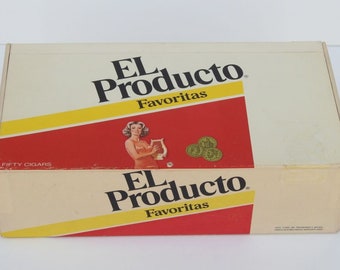 EL
Producto®
Favoritas
FIFTY CIGARS
EL
Producto®
Favoritas